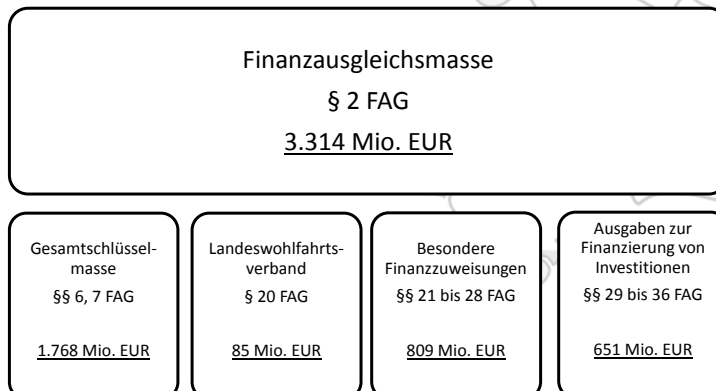 Finanzausgleichsmasse
§ 2 FAG
3.314 Mio. EUR
Gesamtschlüssel-
masse
§§ 6, 7 FAG
1.768 Mio. EUR
Landeswohlfahrts-
verband
§ 20 FAG
85 Mio. EUR
Besondere
Finanzzuweisungen
§§ 21 bis 28 FAG
809 Mio. EUR
Ausgaben zur
Finanzierung von
Investitionen
§§ 29 bis 36 FAG
651 Mio. EUR